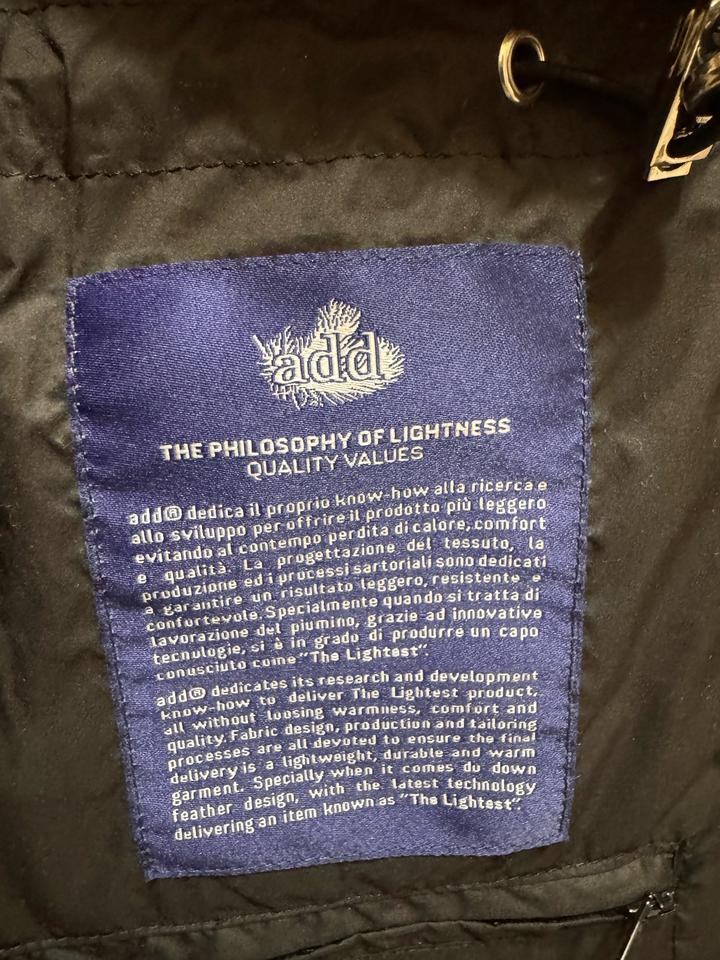 add
THE PHILOSOPHY OF LIGHTNESS
QUALITY VALUES
add® dedica il proprio know-how alla ricerca e
allo sviluppo per offrire il prodotto più leggero
evitando al contempo perdita di calore, comfort
e qualità. La progettazione del tessuto, la
produzione ed i processi sartoriali sono dedicati
a garantire un risultato leggero, resistente e
confortevole. Specialmente quando si tratta di
lavorazione del piumino, grazie ad innovative
tecnologie, si è in grado di produrre un capo
conosciuto come "The Lightest".
add® dedicates its research and development
know-how to deliver The Lightest product,
all without loosing warmness, comfort and
quality. Fabric design, production and tailoring
processes are all devoted to ensure the final
delivery is a lightweight, durable and warm
garment. Specially when it comes du down
feather design, with the latest technology
delivering an item known as "The Lightest".